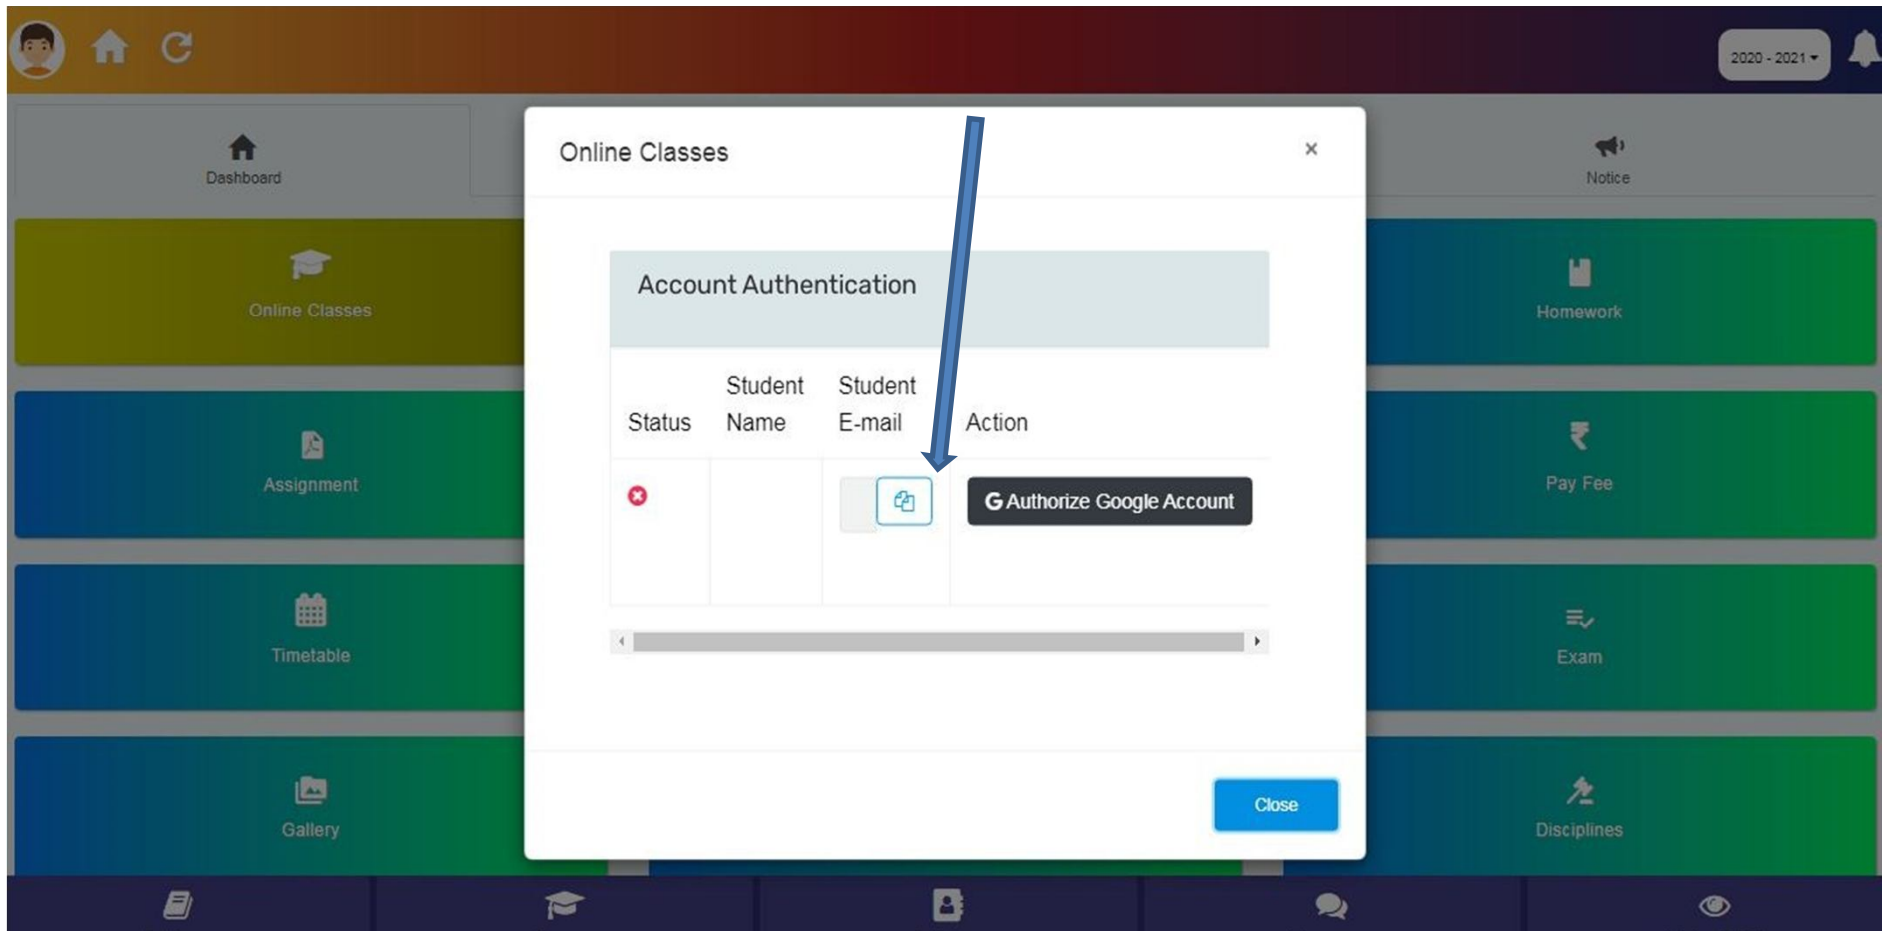 2020 - 2021
Dashboard
Online Classes
×
Notice
Online Classes
Account Authentication
Homework
Status
Student Name
Student E-mail
Action
Assignment
G Authorize Google Account
Pay Fee
Timetable
Exam
Gallery
Close
Disciplines